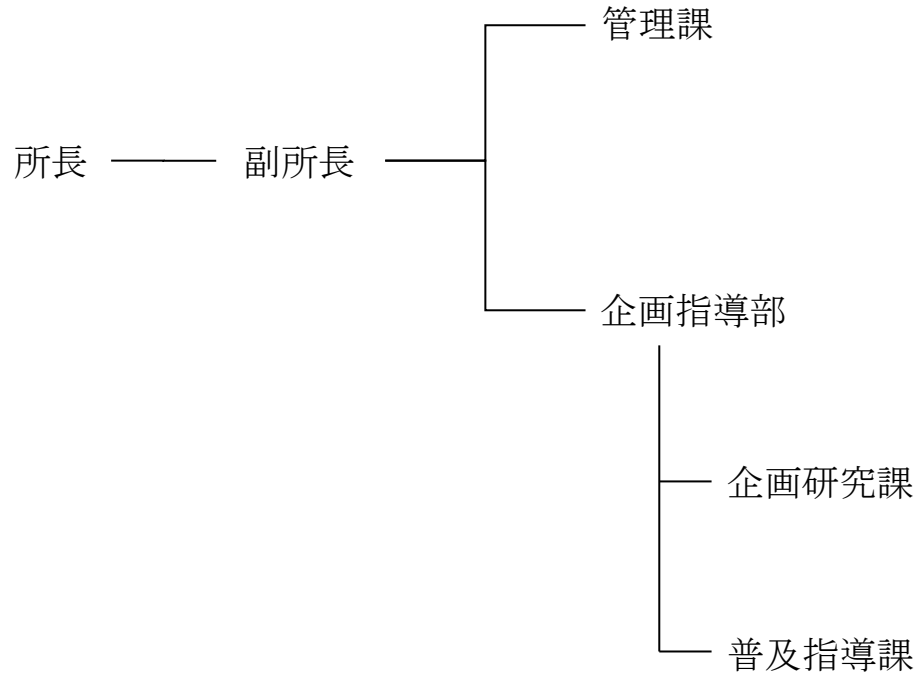 管理課
所長
副所長
企画指導部
企画研究課
普及指導課